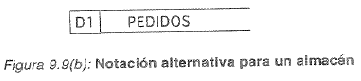 D1 PEDIDOS
Figura 9.9(b): Notación alternativa para un almacén